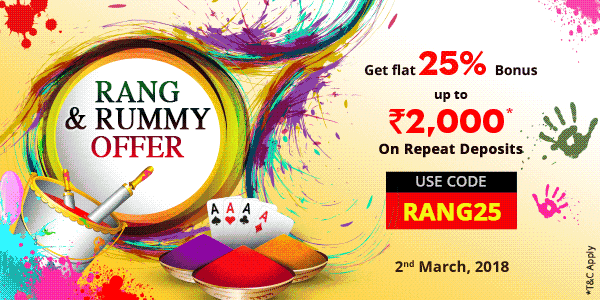 RANG
& RUMMY
OFFER
Get flat 25% Bonus
up to
₹2,000*
On Repeat Deposits
USE CODE
RANG25
2nd March, 2018
*T&C Apply
A A A A